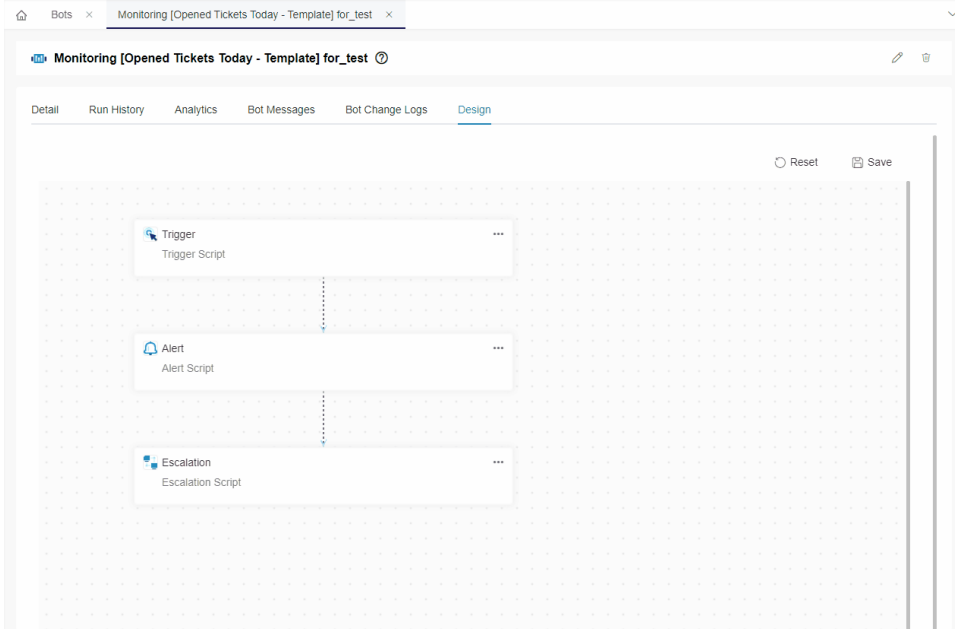 Bots
Monitoring [Opened Tickets Today - Template] for_test
Monitoring [Opened Tickets Today - Template] for_test
Detail Run History Analytics Bot Messages Bot Change Logs Design
Reset Save
Trigger
Trigger Script
Alert
Alert Script
Escalation
Escalation Script